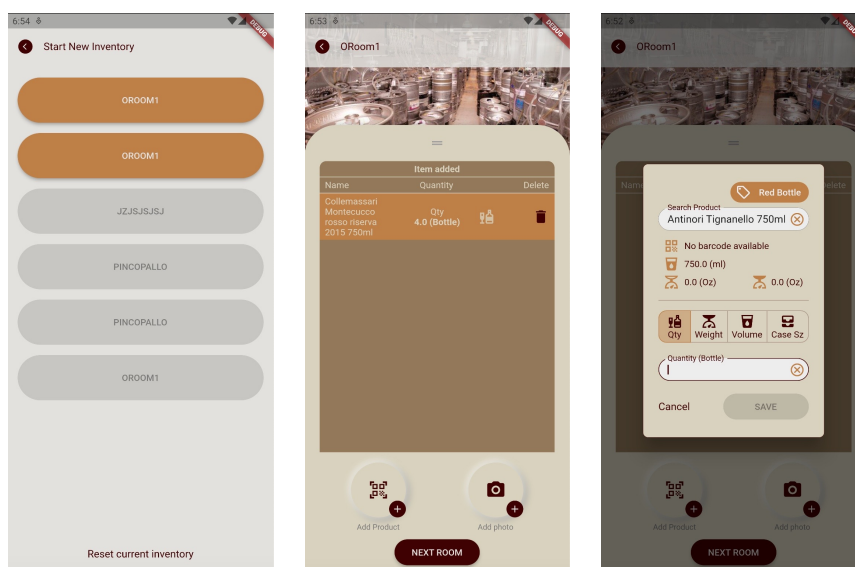 6:54
DEBUG
Start New Inventory
OROOM1
OROOM1
JZJSJSJSJ
PINCOPALLO
PINCOPALLO
OROOM1
Reset current inventory
6:53
DEBUG
ORoom1
Item added
Name Quantity Delete
Collemassari
Montecucco
rosso riserva
2015 750ml
Qty
4.0 (Bottle)
Add Product
Add photo
NEXT ROOM
6:52
DEBUG
ORoom1
Name
Delete
Red Bottle
Search Product
Antinori Tignanello 750ml
No barcode available
750.0 (ml)
0.0 (Oz) 0.0 (Oz)
Qty Weight Volume Case Sz
Quantity (Bottle)
Cancel SAVE
Add Product
Add photo
NEXT ROOM